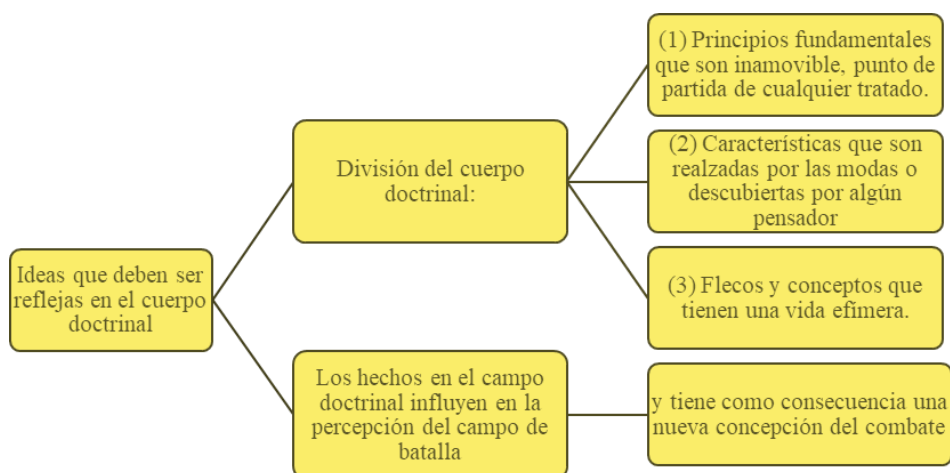 Ideas que deben ser
reflejas en el cuerpo
doctrinal
División del cuerpo
doctrinal:
(1) Principios fundamentales
que son inamovible, punto de
partida de cualquier tratado.
(2) Características que son
realzadas por las modas o
descubiertas por algún
pensador
(3) Flecos y conceptos que
tienen una vida efímera.
Los hechos en el campo
doctrinal influyen en la
percepción del campo de
batalla
y tiene como consecuencia una
nueva concepción del combate